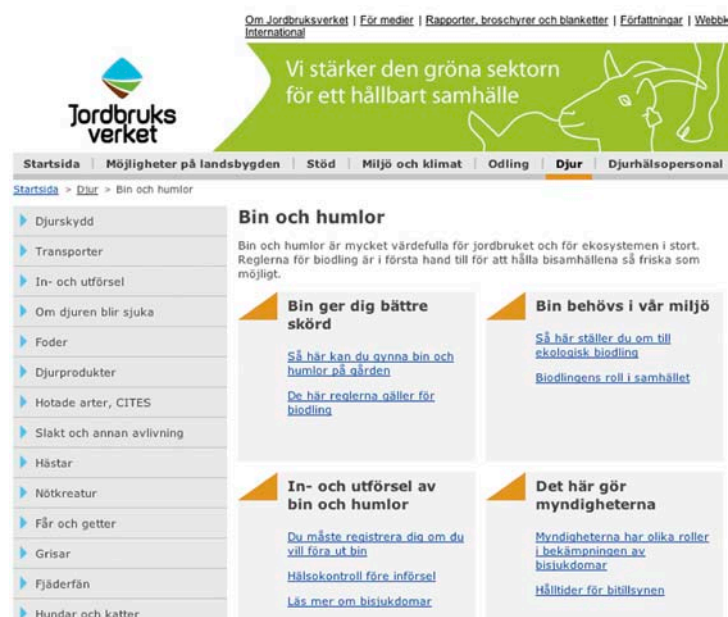 Om Jordbruksverket | För medier | Rapporter, broschyrer och blanketter | Författningar |
International
Jordbruks
verket
Vi stärker den gröna sektorn
för ett hållbart samhälle
Startsida | Möjligheter på landsbygden | Stöd | Miljö och klimat | Odling | Djur | Djurhälsopersonal
Startsida > Djur > Bin och humlor
Djurskydd
Transporter
In- och utförsel
Om djuren blir sjuka
Foder
Djurprodukter
Hotade arter, CITES
Slakt och annan avlivning
Hästar
Nötkreatur
Får och getter
Grisar
Fjäderfän
Hundar och katter
Bin och humlor
Bin och humlor är mycket värdefulla för jordbruket och för ekosystemen i stort.
Reglerna för biodling är i första hand till för att hålla bisamhällena så friska som
möjligt.
Bin ger dig bättre
skörd
Så här kan du gynna bin och
humlor på gården
De här reglerna gäller för
biodling
Bin behövs i vår miljö
Så här ställer du om till
ekologisk biodling
Biodlingens roll i samhället
In- och utförsel av
bin och humlor
Du måste registrera dig om du
vill föra ut bin
Hälsokontroll före införsel
Läs mer om bisjukdomar
Det här gör
myndigheterna
Myndigheterna har olika roller
i bekämpningen av
bisjukdomar
Hålltider för bitillsynen